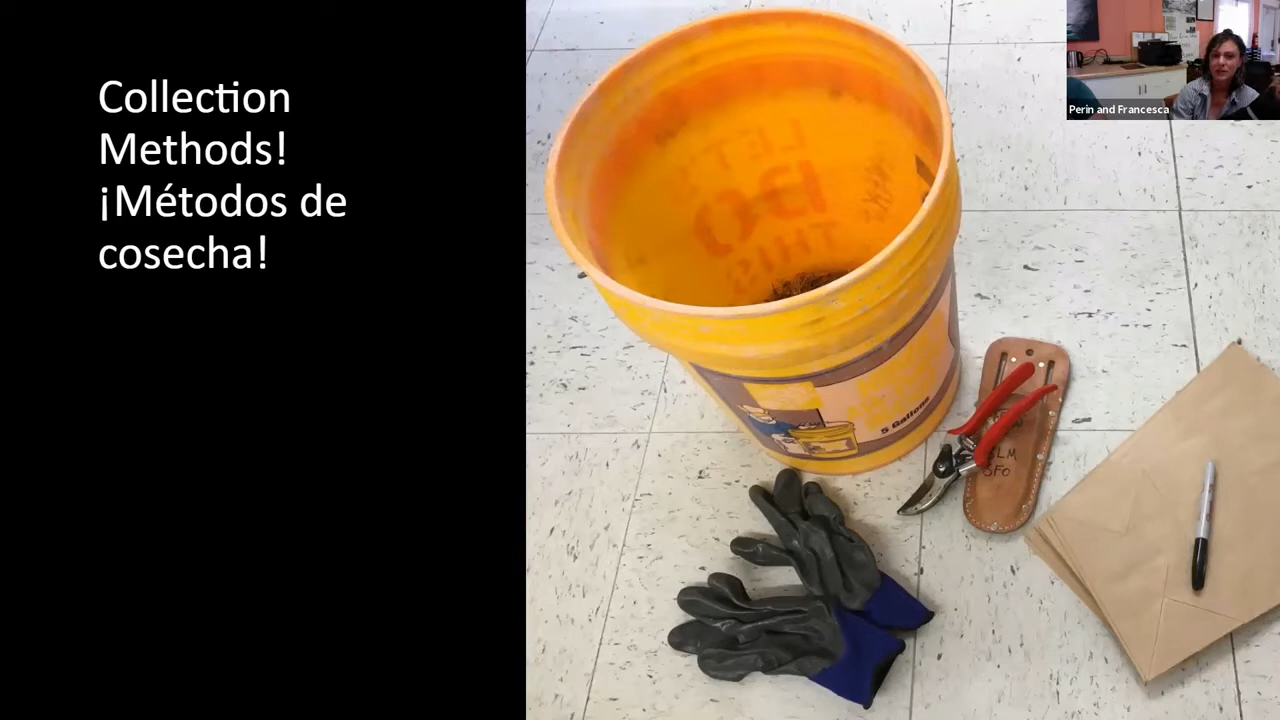 Collection
Methods!
¡Métodos de
cosecha!
Perin and Francesca
LET'S
DO
THIS
5 Gallons
BLM
SFO